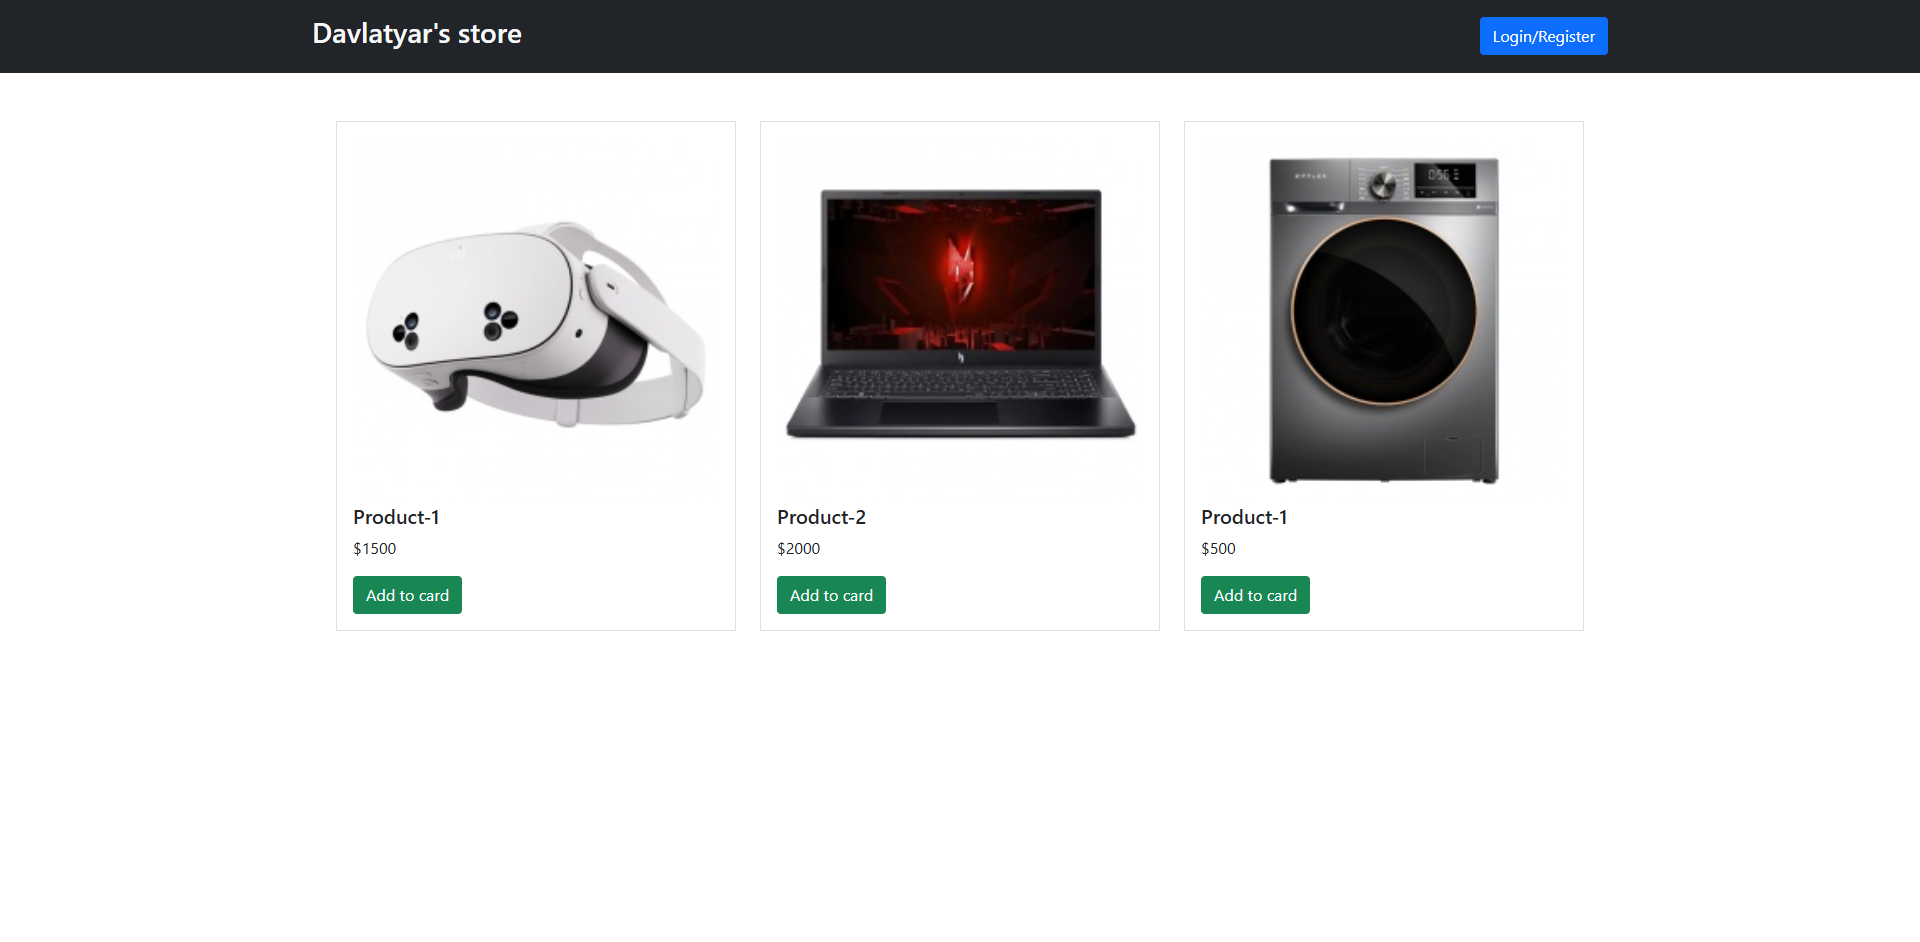 Davlatyar's store
Login/Register
Product-1
$1500
Add to card
Product-2
$2000
Add to card
Product-1
$500
Add to card